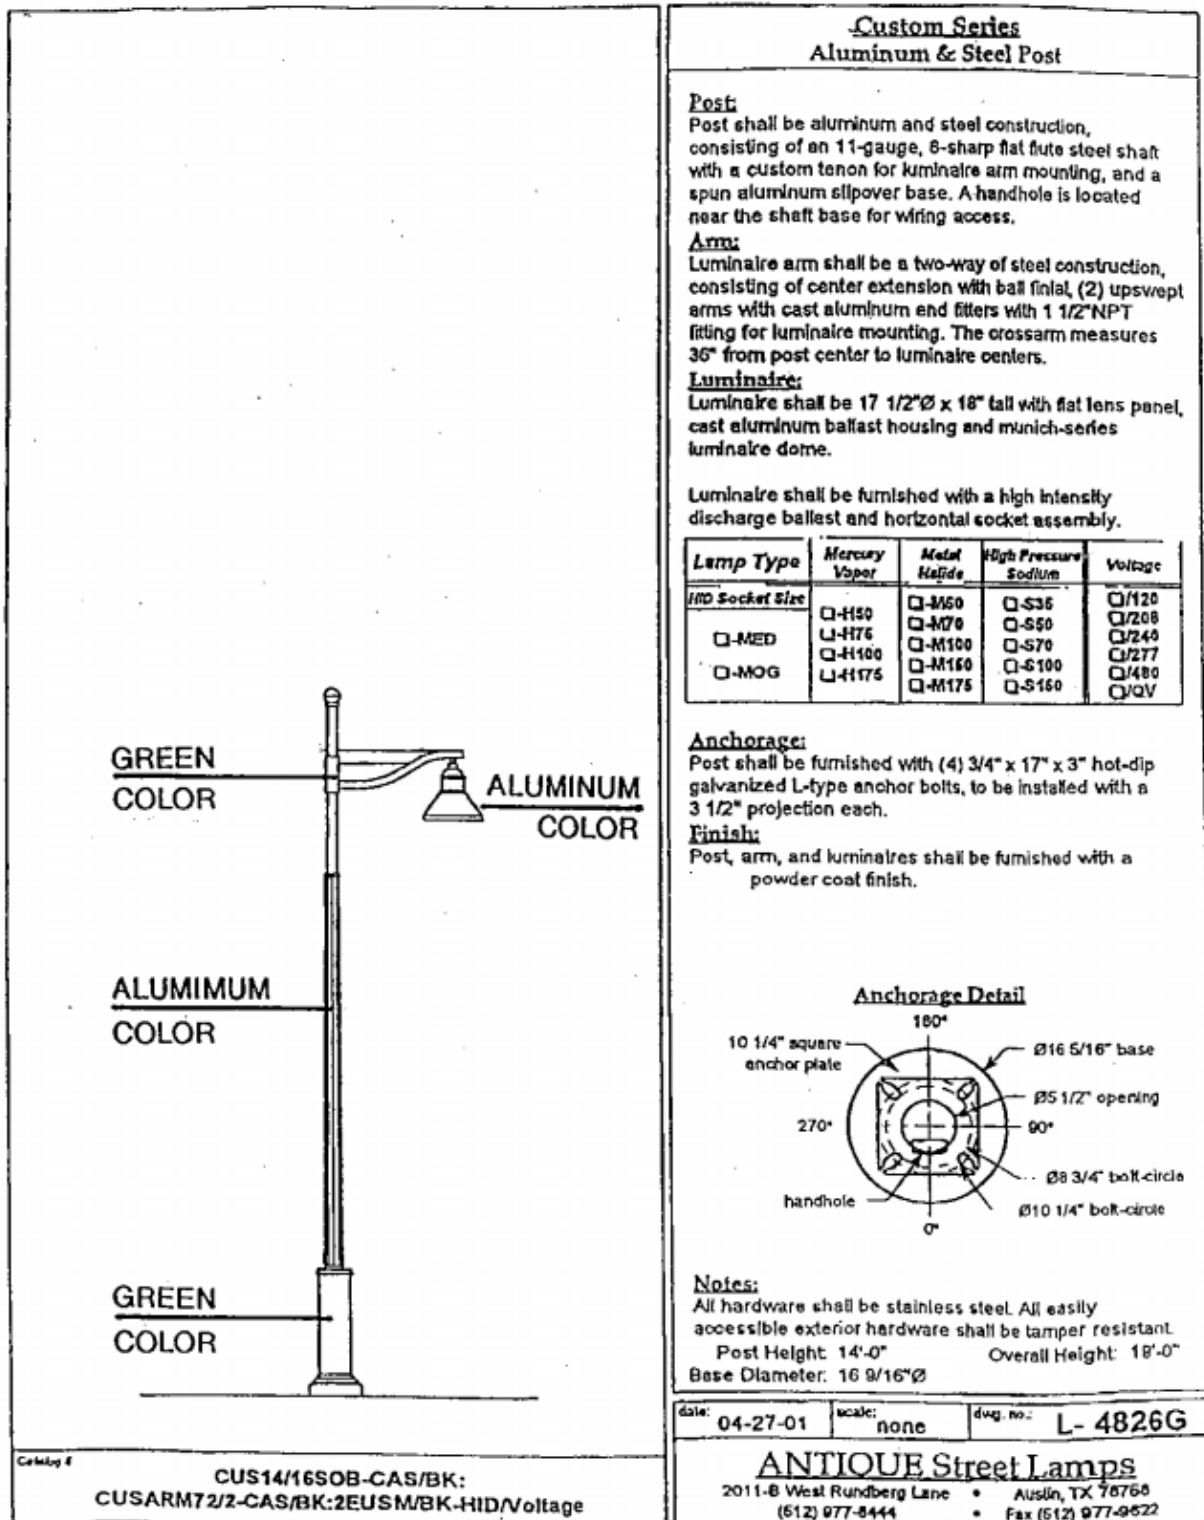 GREEN
COLOR
ALUMINUM
COLOR
ALUMIMUM
COLOR
GREEN
COLOR
CUS14/16SOB-CAS/BK:
CUSARM72/2-CAS/BK:2EUSM/BK-HID/Voltage
Custom Series
Aluminum & Steel Post
Post:
Post shall be aluminum and steel construction,
consisting of an 11-gauge, 8-sharp flat flute steel shaft
with a custom tenon for luminaire arm mounting, and a
spun aluminum slipover base. A handhole is located
near the shaft base for wiring access.
Arm:
Luminaire arm shall be a two-way of steel construction,
consisting of center extension with ball finial, (2) upswept
arms with cast aluminum end fitters with 1 1/2"NPT
fitting for luminaire mounting. The crossarm measures
36" from post center to luminaire centers.
Luminaire:
Luminaire shall be 17 1/2"Ø x 18" tall with flat lens panel,
cast aluminum ballast housing and munich-series
luminaire dome.
Luminaire shall be furnished with a high intensity
discharge ballast and horizontal socket assembly.
Lamp Type Mercury Vapor Metal Halide High Pressure Sodium Voltage
HID Socket Size
-MED
-MOG
-H50
-H75
-H100
-H175
-M50
-M70
-M100
-M150
-M175
-S35
-S50
-S70
-S100
-S150
/120
/208
/240
/277
/480
/QV
Anchorage:
Post shall be furnished with (4) 3/4" x 17" x 3" hot-dip
galvanized L-type anchor bolts, to be installed with a
3 1/2" projection each.
Finish:
Post, arm, and luminaires shall be furnished with a
powder coat finish.
Anchorage Detail
180°
10 1/4" square
anchor plate
Ø16 5/16" base
Ø5 1/2" opening
270°
90°
Ø8 3/4" bolt-circle
handhole
Ø10 1/4" bolt-circle
0°
Notes:
All hardware shall be stainless steel. All easily
accessible exterior hardware shall be tamper resistant.
Post Height: 14'-0" Overall Height: 18'-0"
Base Diameter: 16 9/16"Ø
date: 04-27-01 scale: none dwg. no.: L- 4826G
ANTIQUE Street Lamps
2011-B West Rundberg Lane • Austin, TX 78758
(512) 977-8444 • Fax (512) 977-9622